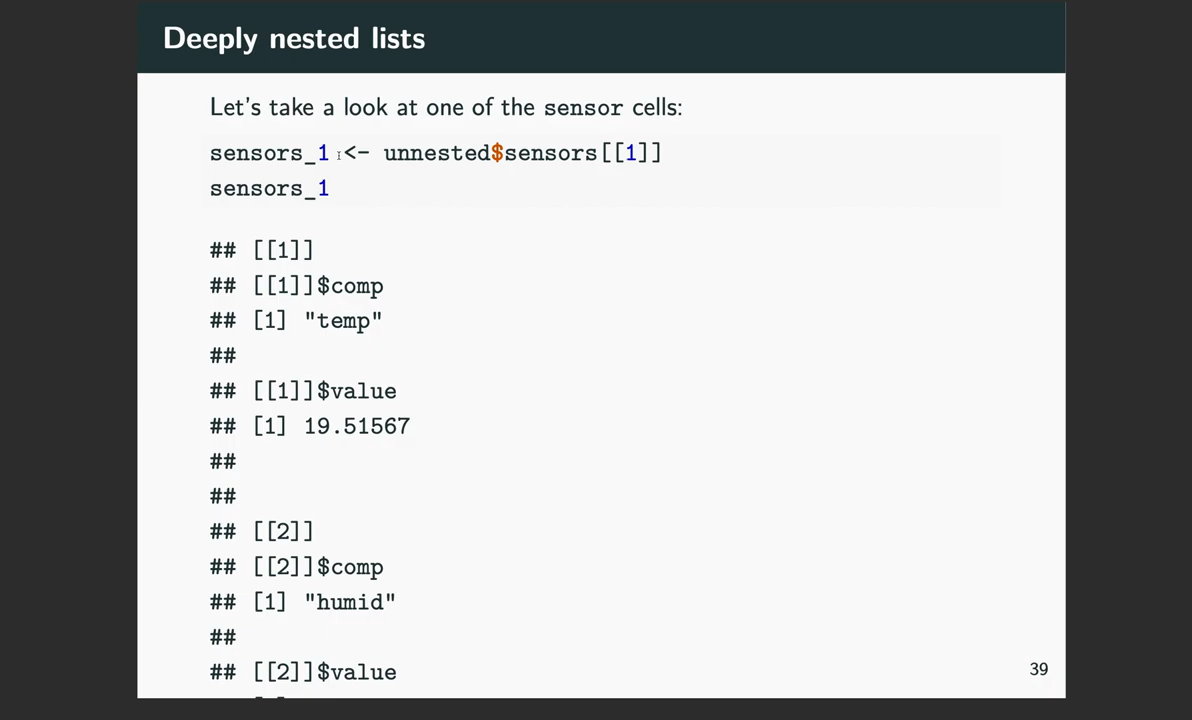 Deeply nested lists
Let's take a look at one of the sensor cells:
sensors_1 <- unnested$sensors[[1]]
sensors_1
## [[1]]
## [[1]]$comp
## [1] "temp"
##
## [[1]]$value
## [1] 19.51567
##
##
## [[2]]
## [[2]]$comp
## [1] "humid"
##
## [[2]]$value
39